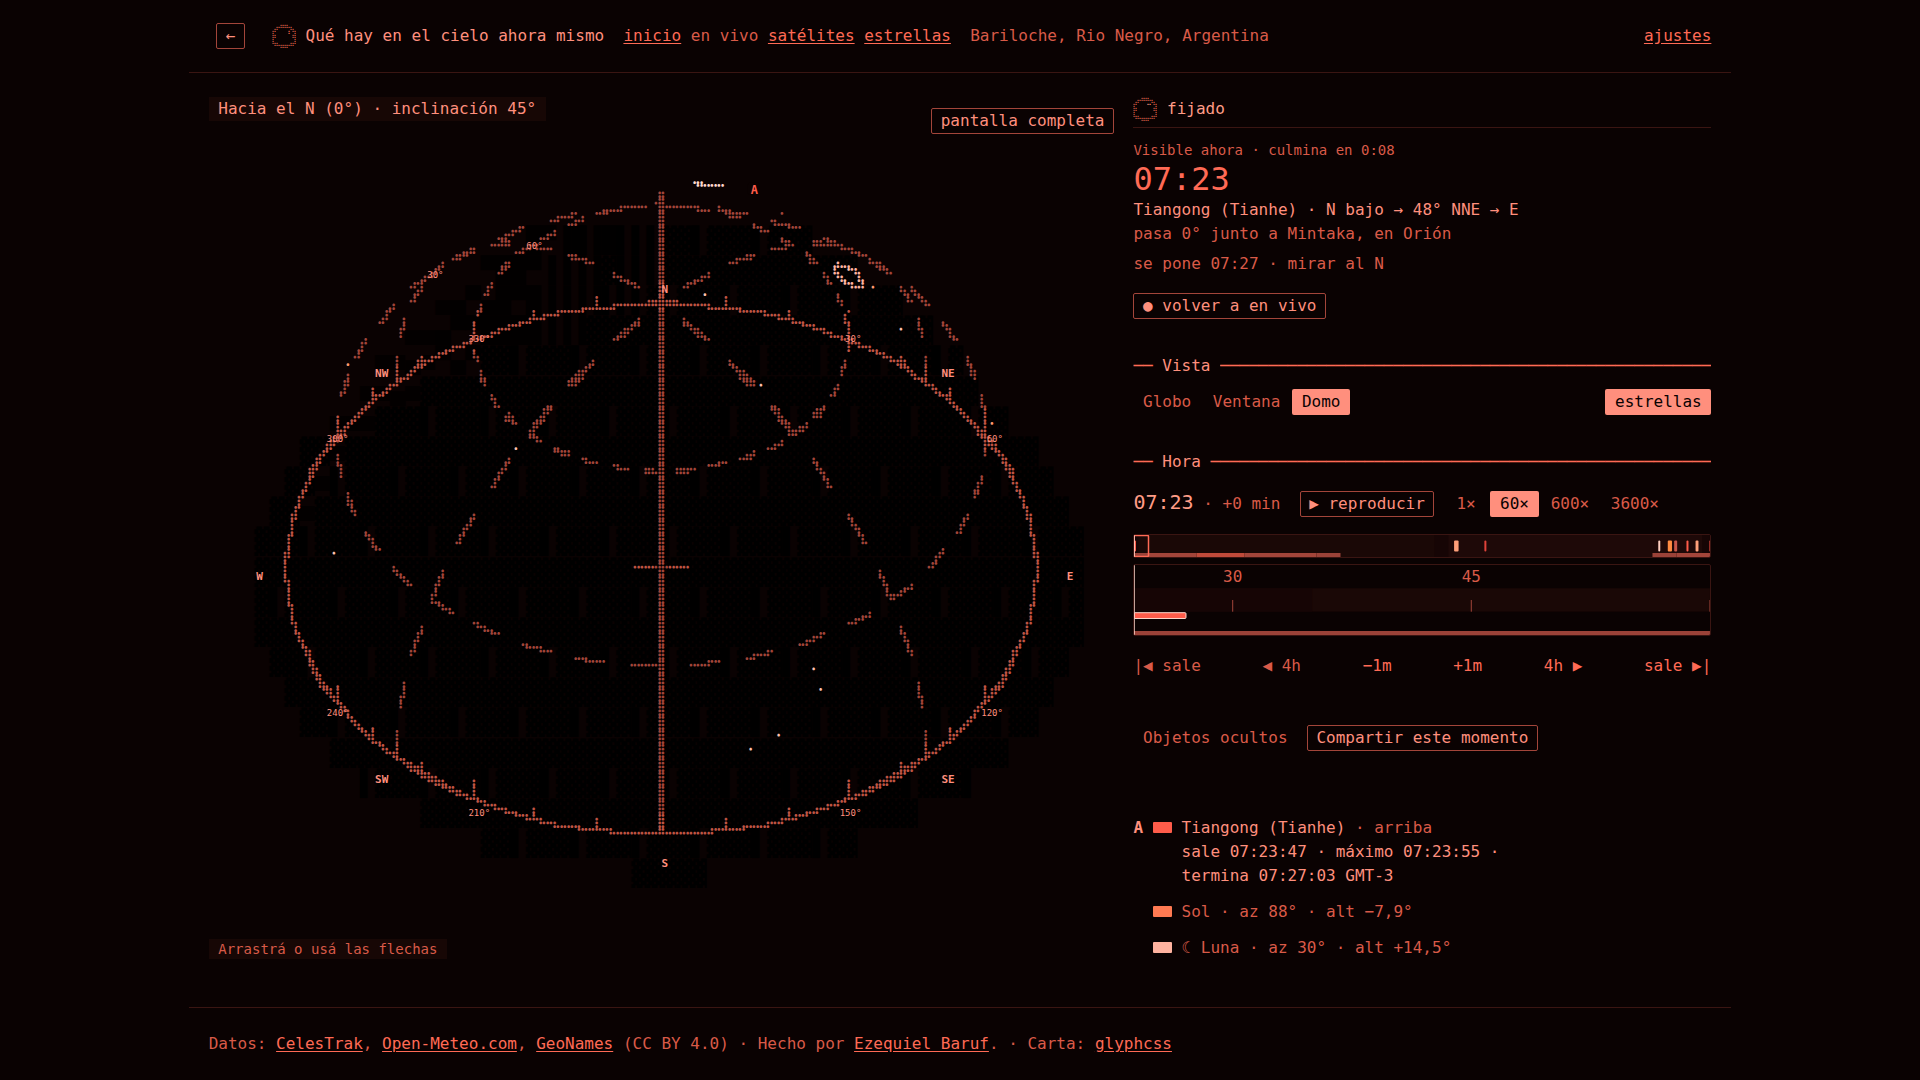 ← Qué hay en el cielo ahora mismo inicio en vivo satélites estrellas Bariloche, Rio Negro, Argentina ajustes
Hacia el N (0°) · inclinación 45°
pantalla completa
A
60°
30°
N
330°
30°
NW
NE
300°
60°
W
E
240°
120°
SW
SE
210°
150°
S
Arrastrá o usá las flechas
fijado
Visible ahora · culmina en 0:08
07:23
Tiangong (Tianhe) · N bajo → 48° NNE → E
pasa 0° junto a Mintaka, en Orión
se pone 07:27 · mirar al N
● volver a en vivo
Vista
Globo Ventana Domo estrellas
Hora
07:23 · +0 min ▶ reproducir 1× 60× 600× 3600×
30 45
|◀ sale ◀ 4h −1m +1m 4h ▶ sale ▶|
Objetos ocultos Compartir este momento
A Tiangong (Tianhe) · arriba
sale 07:23:47 · máximo 07:23:55 ·
termina 07:27:03 GMT-3
Sol · az 88° · alt −7,9°
☾ Luna · az 30° · alt +14,5°
Datos: CelesTrak, Open-Meteo.com, GeoNames (CC BY 4.0) · Hecho por Ezequiel Baruf. · Carta: glyphcss